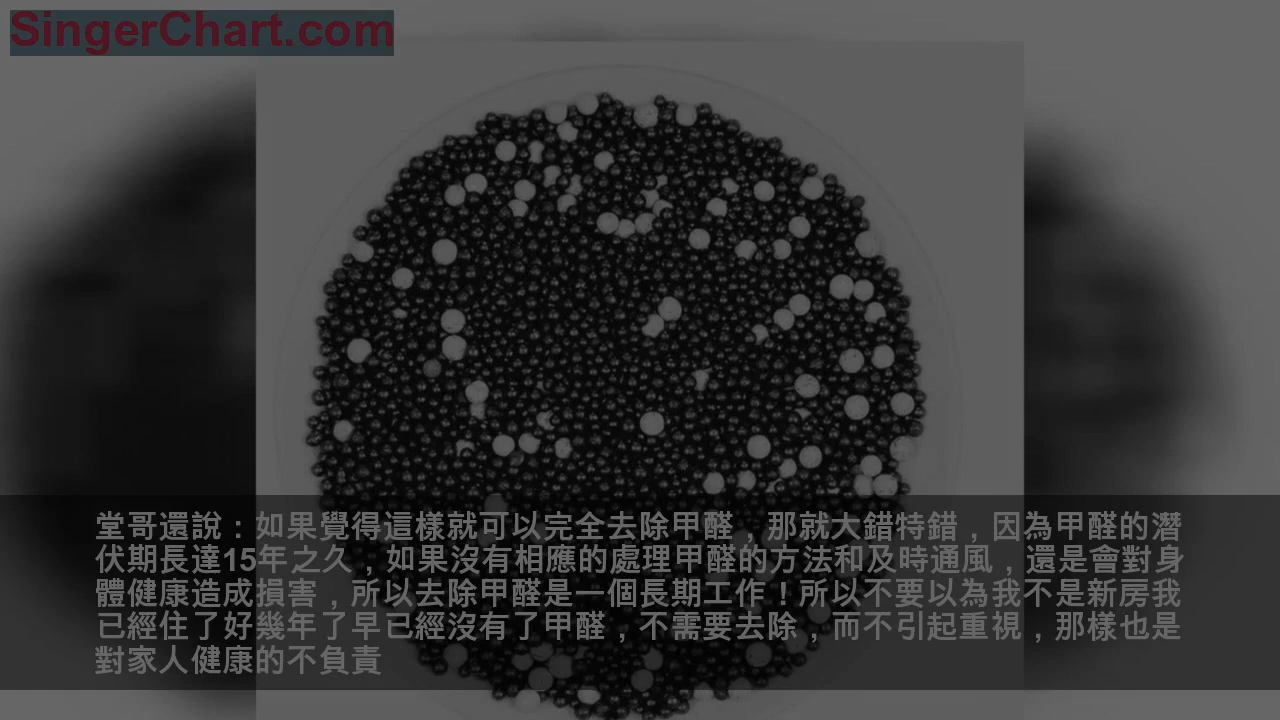 SingerChart.com
堂哥還說：如果覺得這樣就可以完全去除甲醛，那就大錯特錯，因為甲醛的潛
伏期長達15年之久，如果沒有相應的處理甲醛的方法和及時通風，還是會對身
體健康造成損害，所以去除甲醛是一個長期工作！所以不要以為我不是新房我
已經住了好幾年了早已經沒有了甲醛，不需要去除，而不引起重視，那樣也是
對家人健康的不負責